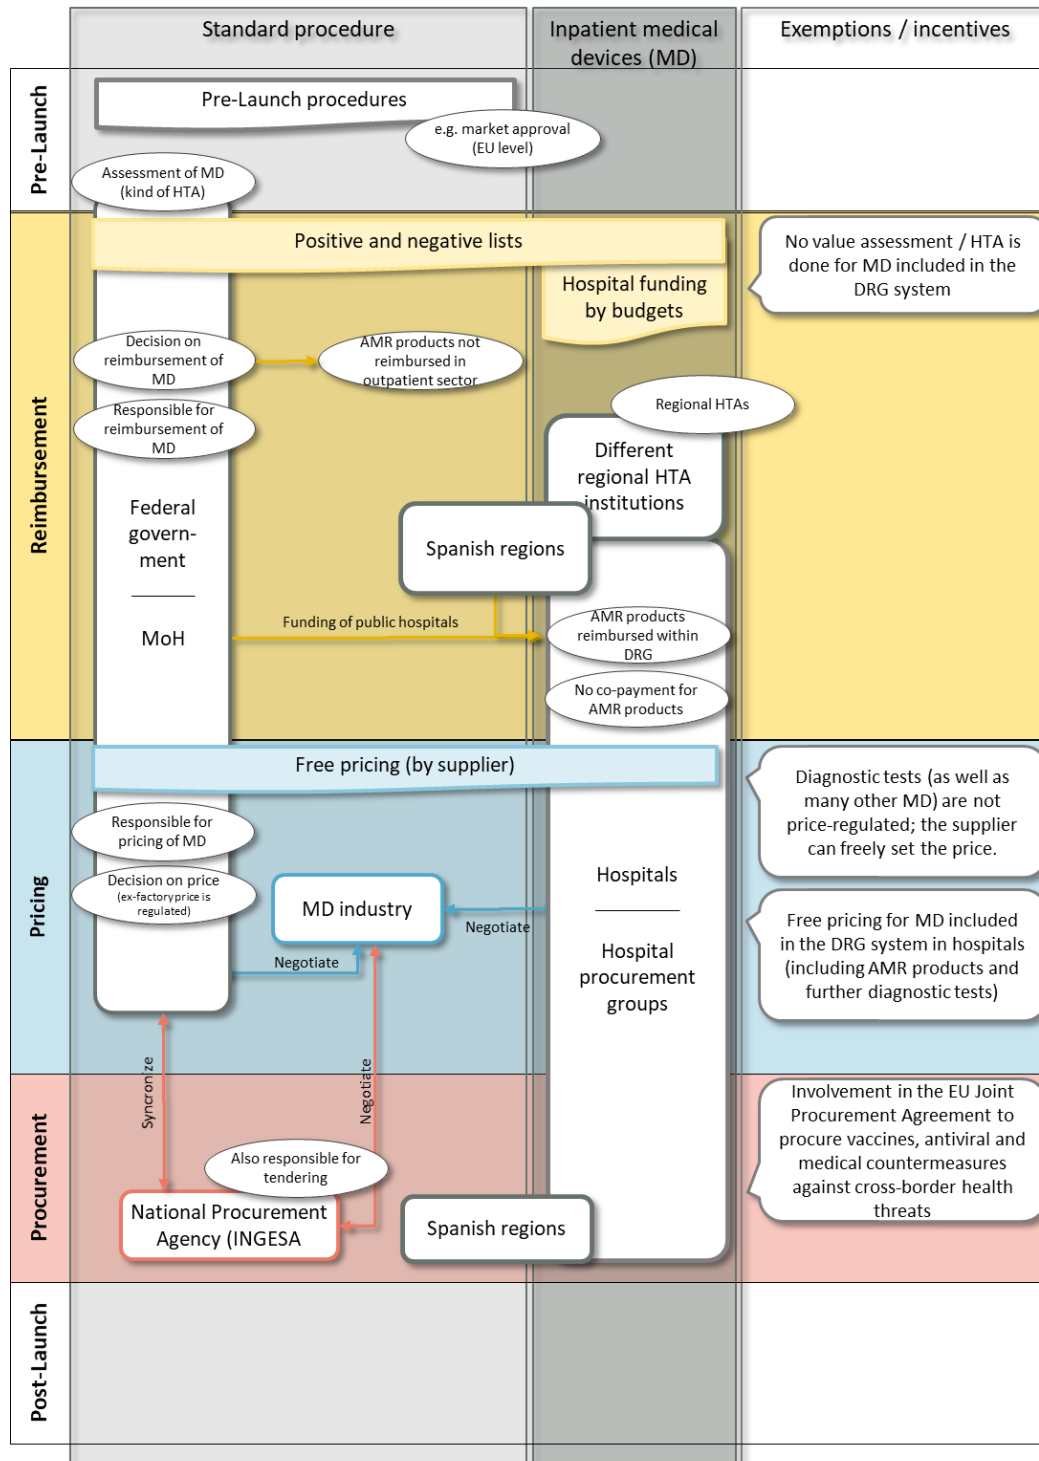 Standard procedure
Inpatient medical
devices (MD)
Exemptions / incentives
Pre-Launch
Pre-Launch procedures
e.g. market approval
(EU level)
Assessment of MD
(kind of HTA)
Reimbursement
Positive and negative lists
Hospital funding
by budgets
No value assessment / HTA is
done for MD included in the
DRG system
Decision on
reimbursement of
MD
AMR products not
reimbursed in
outpatient sector
Responsible for
reimbursement of
MD
Regional HTAs
Different
regional HTA
institutions
Federal
govern-
ment
MoH
Spanish regions
Funding of public hospitals
AMR products
reimbursed within
DRG
No co-payment for
AMR products
Pricing
Free pricing (by supplier)
Diagnostic tests (as well as
many other MD) are not
price-regulated; the supplier
can freely set the price.
Responsible for
pricing of MD
Decision on price
(ex-factory price is
regulated)
MD industry
Negotiate
Negotiate
Hospitals
Hospital
procurement
groups
Free pricing for MD included
in the DRG system in hospitals
(including AMR products and
further diagnostic tests)
Syncronize
Negotiate
Procurement
Also responsible for
tendering
National Procurement
Agency (INGESA
Spanish regions
Involvement in the EU Joint
Procurement Agreement to
procure vaccines, antiviral and
medical countermeasures
against cross-border health
threats
Post-Launch